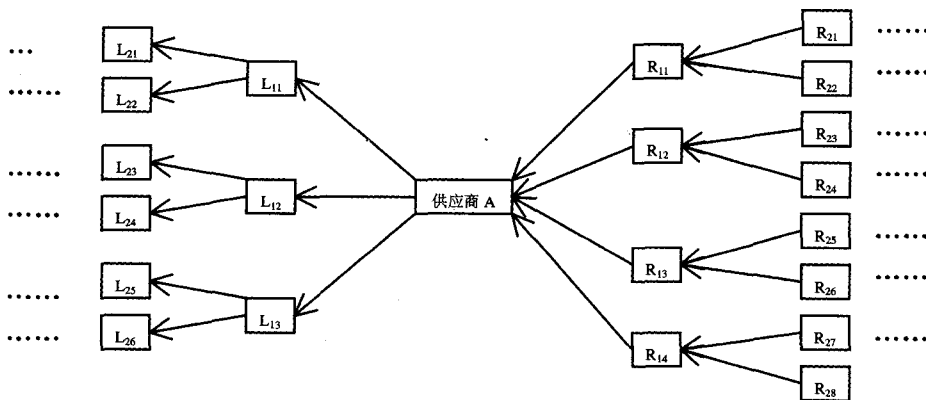 … L₂₁ R₂₁ ……
…… L₂₂ L₁₁ R₁₁ R₂₂ ……
…… L₂₃ R₁₂ R₂₃ ……
…… L₂₄ L₁₂ 供应商 A R₂₄ ……
…… L₂₅ R₁₃ R₂₅ ……
…… L₂₆ L₁₃ R₂₆ ……
R₁₄ R₂₇ ……
R₂₈